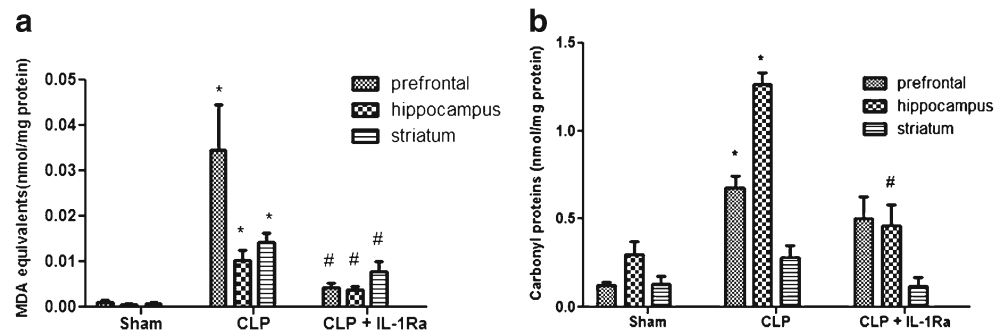 a
MDA equivalents(nmol/mg protein)
0.05
0.04
0.03
0.02
0.01
0.00
prefrontal
hippocampus
striatum
*
*
*
#
#
#
Sham
CLP
CLP + IL-1Ra
b
Carbonyl proteins (nmol/mg protein)
1.5
1.0
0.5
0.0
prefrontal
hippocampus
striatum
*
*
#
Sham
CLP
CLP + IL-1Ra